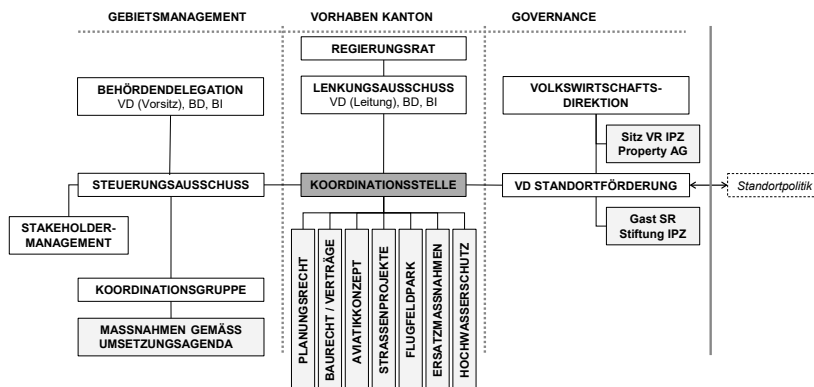 GEBIETSMANAGEMENT
VORHABEN KANTON
GOVERNANCE
REGIERUNGSRAT
BEHÖRDENDELEGATION
VD (Vorsitz), BD, BI
LENKUNGSAUSSCHUSS
VD (Leitung), BD, BI
VOLKSWIRTSCHAFTS-
DIREKTION
Sitz VR IPZ
Property AG
STEUERUNGSAUSSCHUSS
KOORDINATIONSSTELLE
VD STANDORTFÖRDERUNG
Standortpolitik
STAKEHOLDER-
MANAGEMENT
Gast SR
Stiftung IPZ
KOORDINATIONSGRUPPE
MASSNAHMEN GEMÄSS
UMSETZUNGSAGENDA
PLANUNGSRECHT
BAURECHT / VERTRÄGE
AVIATIKKONZEPT
STRASSENPROJEKTE
FLUGFELDPARK
ERSATZMASSNAHMEN
HOCHWASSERSCHUTZ